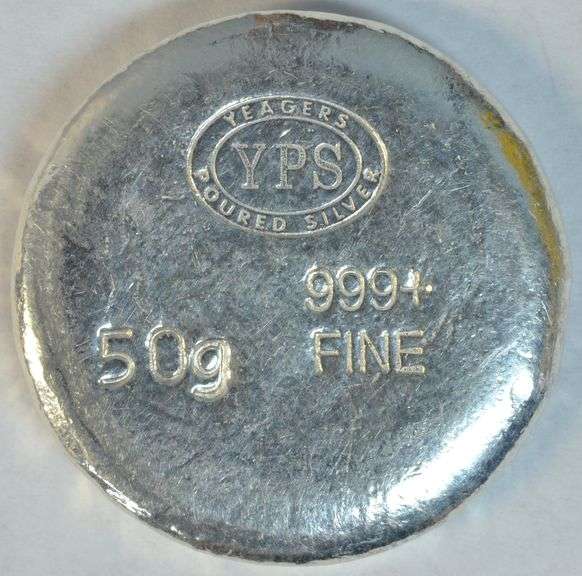 YEAGERS
YPS
POURED SILVER
999+
50g
FINE